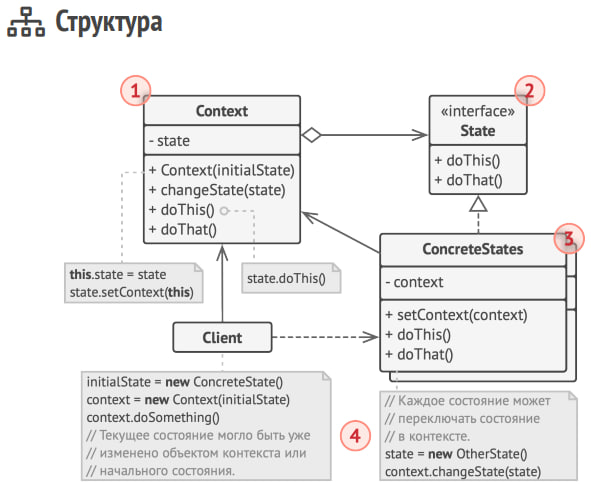 Структура
1
Context
- state
+ Context(initialState)
+ changeState(state)
+ doThis()
+ doThat()
2
«interface»
State
+ doThis()
+ doThat()
this.state = state
state.setContext(this)
state.doThis()
3
ConcreteStates
- context
+ setContext(context)
+ doThis()
+ doThat()
Client
initialState = new ConcreteState()
context = new Context(initialState)
context.doSomething()
// Текущее состояние могло быть уже
// изменено объектом контекста или
// начального состояния.
4
// Каждое состояние может
// переключать состояние
// в контексте.
state = new OtherState()
context.changeState(state)